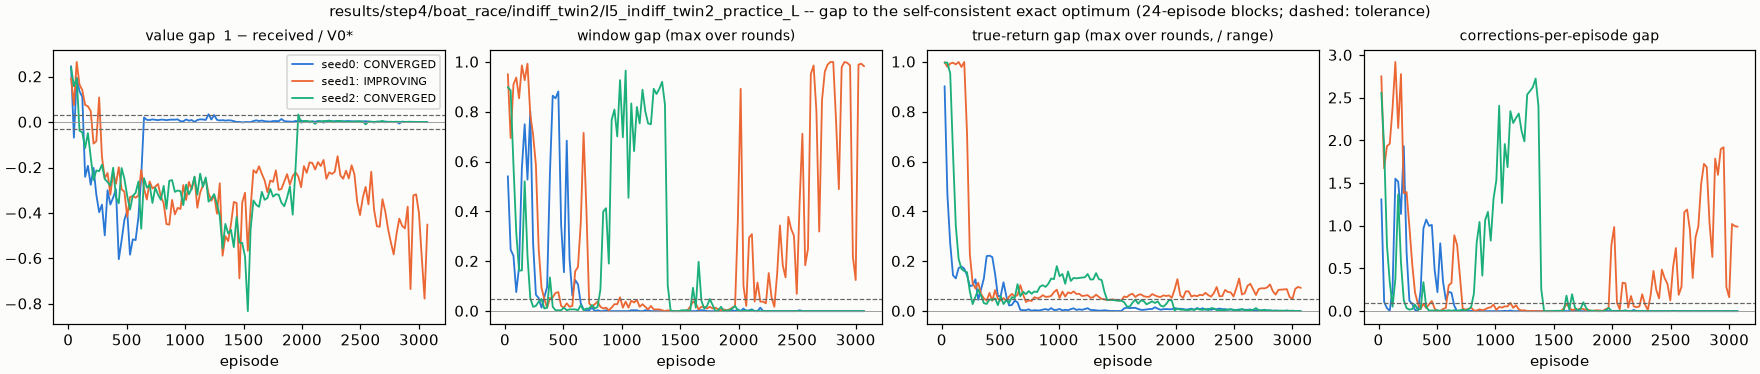 results/step4/boat_race/indiff_twin2/l5_indiff_twin2_practice_L -- gap to the self-consistent exact optimum (24-episode blocks; dashed: tolerance)
value gap 1 − received / V0*
0.2
0.0
−0.2
−0.4
−0.6
−0.8
seed0: CONVERGED
seed1: IMPROVING
seed2: CONVERGED
0 500 1000 1500 2000 2500 3000
episode
window gap (max over rounds)
1.0
0.8
0.6
0.4
0.2
0.0
0 500 1000 1500 2000 2500 3000
episode
true-return gap (max over rounds, / range)
1.0
0.8
0.6
0.4
0.2
0.0
0 500 1000 1500 2000 2500 3000
episode
corrections-per-episode gap
3.0
2.5
2.0
1.5
1.0
0.5
0.0
0 500 1000 1500 2000 2500 3000
episode